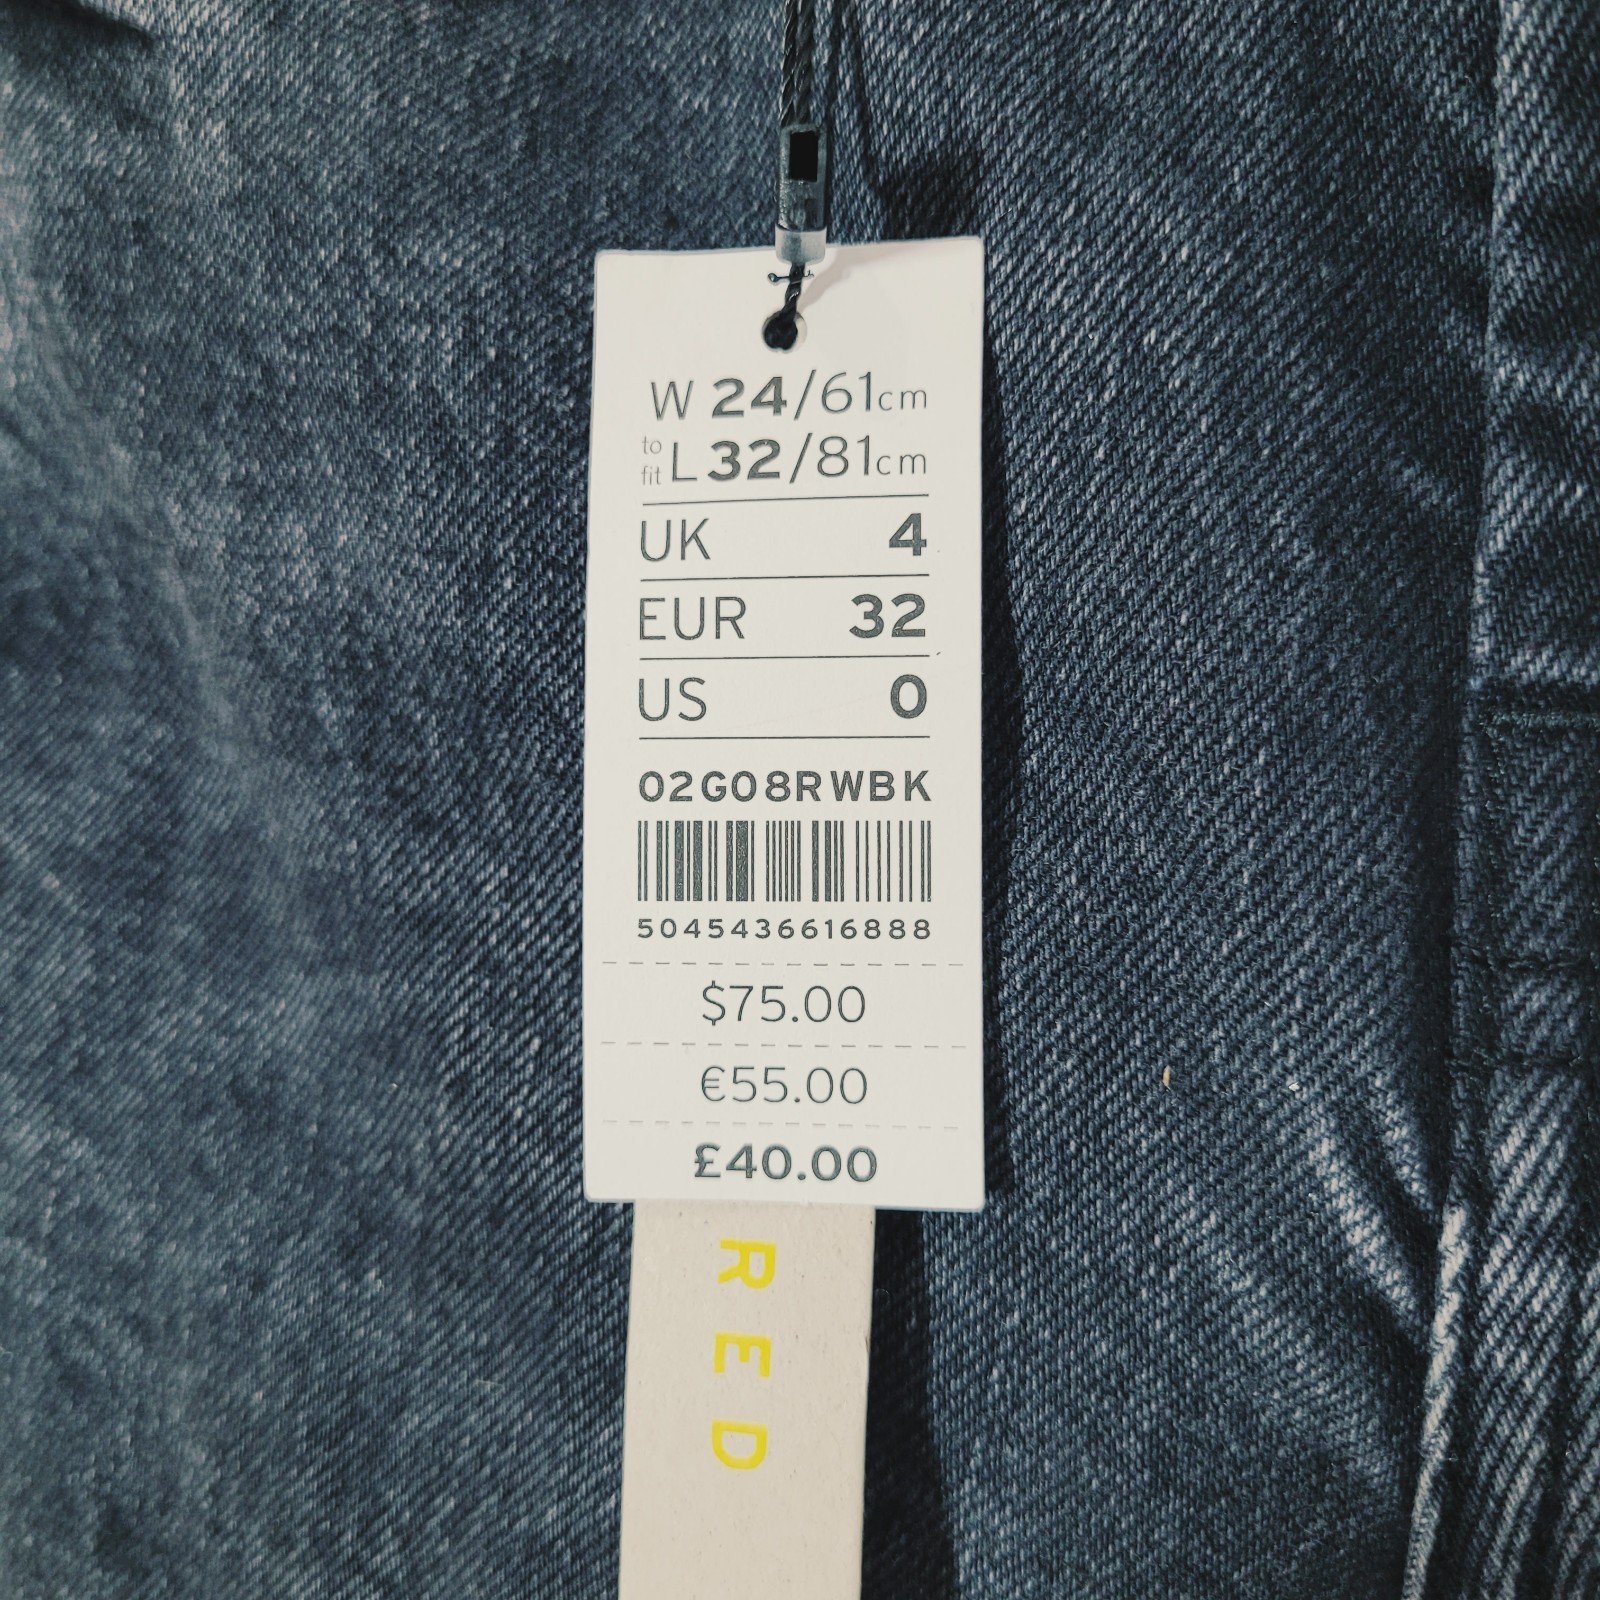 W 24/61cm
to fit L 32/81cm
UK 4
EUR 32
US 0
02G08RWBK
5045436616888
$75.00
€55.00
£40.00
RED